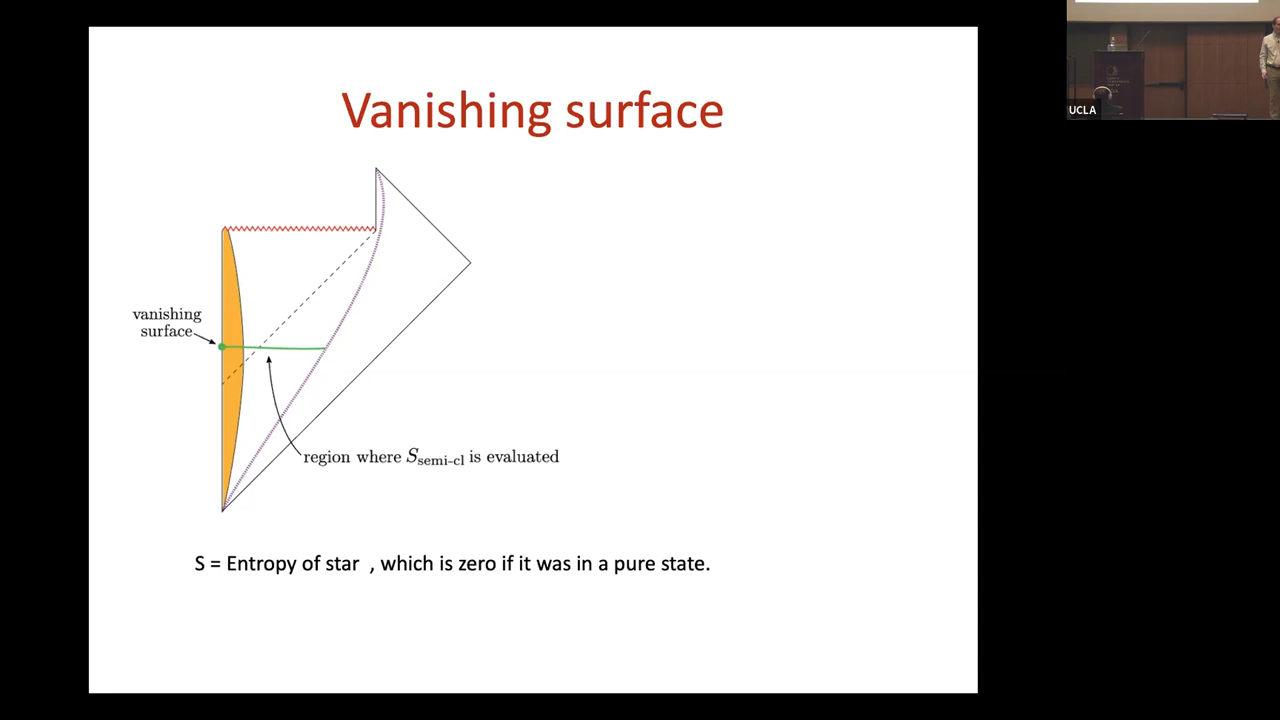 Vanishing surface
vanishing
surface
region where S_semi-cl is evaluated
S = Entropy of star , which is zero if it was in a pure state.
UCLA